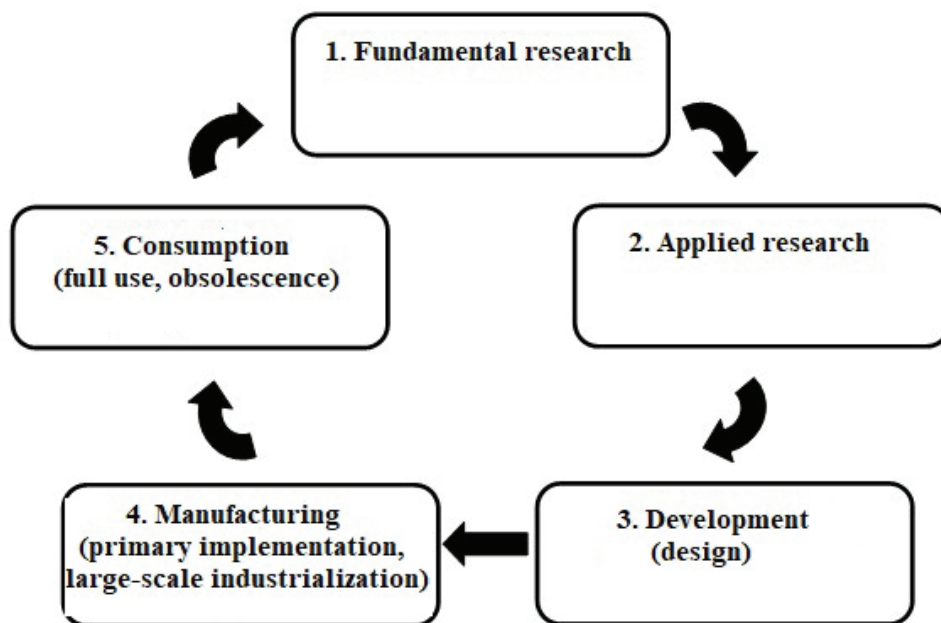 1. Fundamental research
2. Applied research
3. Development
(design)
4. Manufacturing
(primary implementation,
large-scale industrialization)
5. Consumption
(full use, obsolescence)